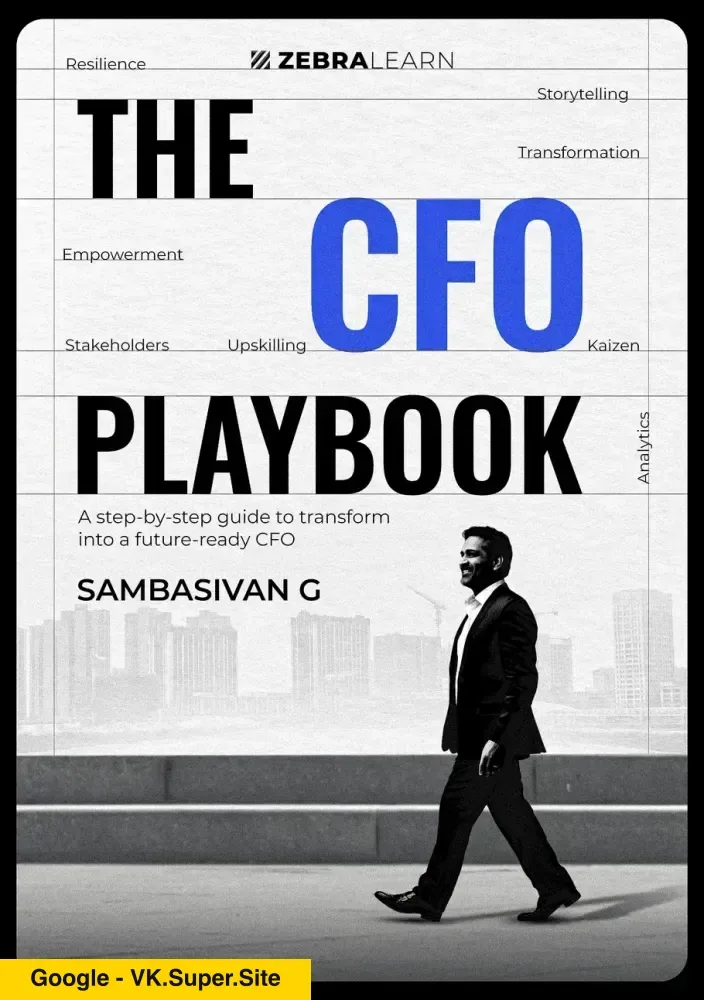 Resilience
ZEBRALEARN
Storytelling
THE
Transformation
CFO
Empowerment
Stakeholders
Upskilling
Kaizen
PLAYBOOK
Analytics
A step-by-step guide to transform
into a future-ready CFO
SAMBASIVAN G
Google - VK.Super.Site